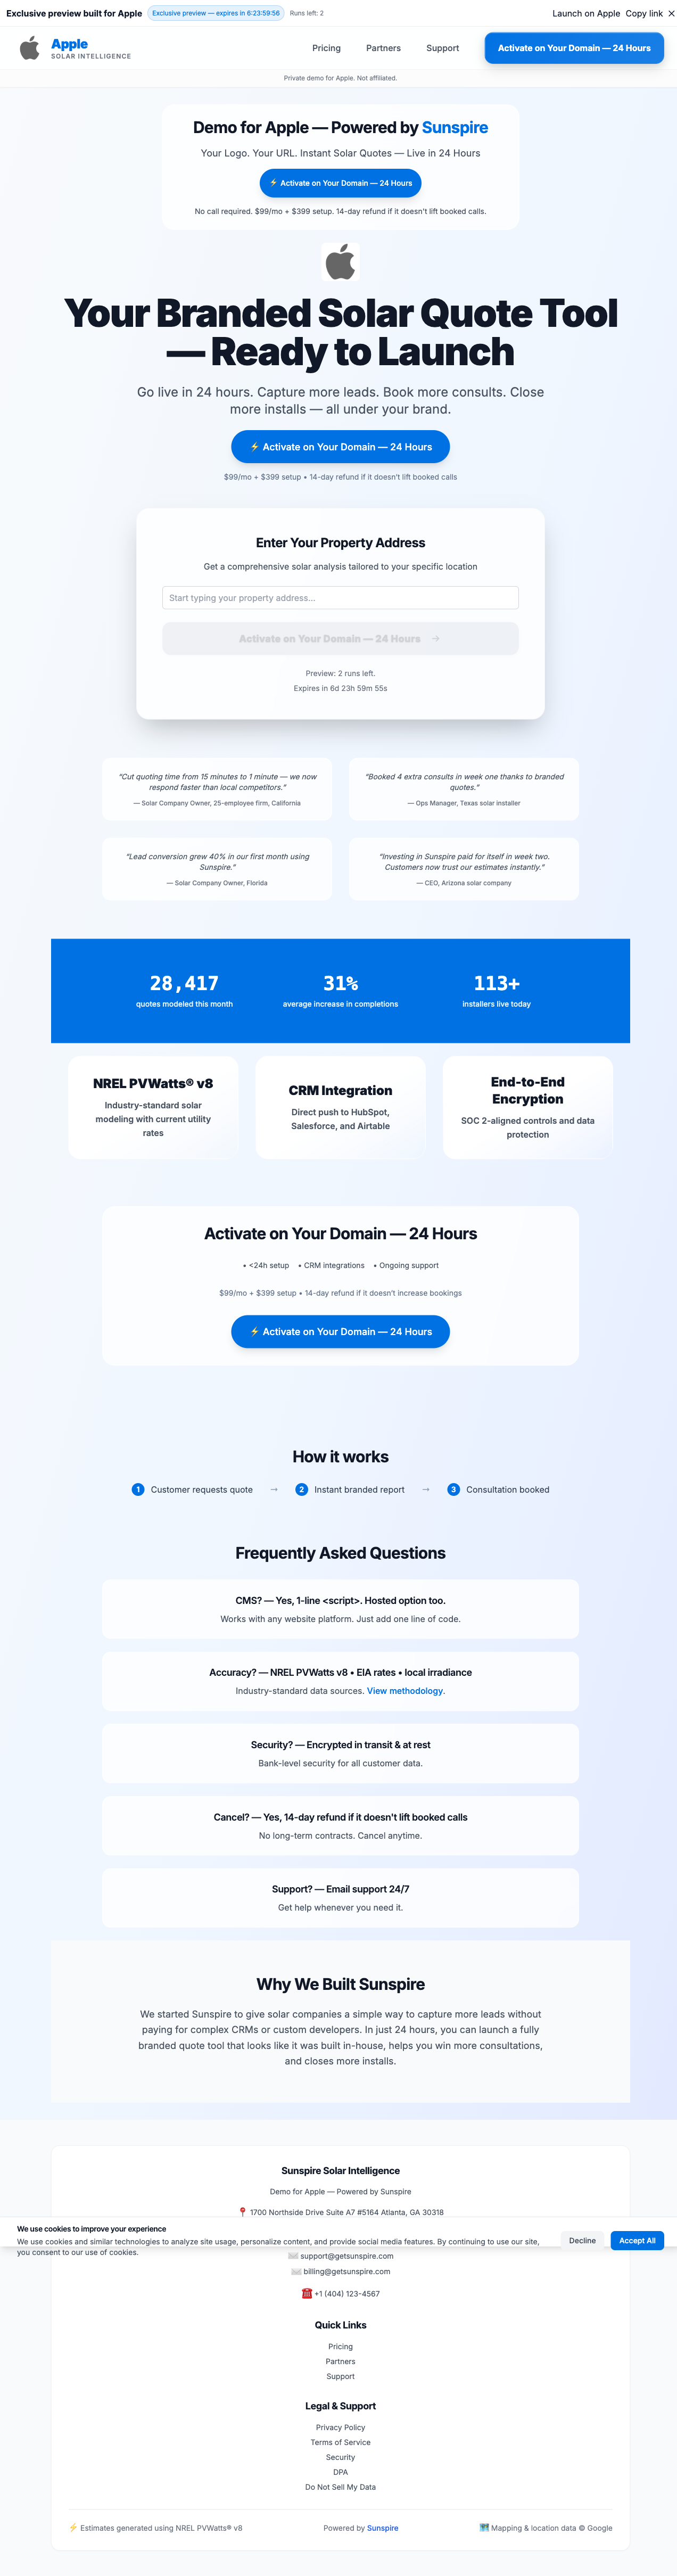 Exclusive preview built for Apple
Exclusive preview — expires in 6:23:59:56
Runs left: 2
Launch on Apple
Copy link
×
Apple
SOLAR INTELLIGENCE
Pricing
Partners
Support
Activate on Your Domain — 24 Hours
Private demo for Apple. Not affiliated.
Demo for Apple — Powered by Sunspire
Your Logo. Your URL. Instant Solar Quotes — Live in 24 Hours
⚡ Activate on Your Domain — 24 Hours
No call required. $99/mo + $399 setup. 14-day refund if it doesn't lift booked calls.
Your Branded Solar Quote Tool
— Ready to Launch
Go live in 24 hours. Capture more leads. Book more consults. Close
more installs — all under your brand.
⚡ Activate on Your Domain — 24 Hours
$99/mo + $399 setup • 14-day refund if it doesn't lift booked calls
Enter Your Property Address
Get a comprehensive solar analysis tailored to your specific location
Start typing your property address...
Activate on Your Domain — 24 Hours →
Preview: 2 runs left.
Expires in 6d 23h 59m 55s
“Cut quoting time from 15 minutes to 1 minute — we now
respond faster than local competitors.”
— Solar Company Owner, 25-employee firm, California
“Booked 4 extra consults in week one thanks to branded
quotes.”
— Ops Manager, Texas solar installer
“Lead conversion grew 40% in our first month using
Sunspire.”
— Solar Company Owner, Florida
“Investing in Sunspire paid for itself in week two.
Customers now trust our estimates instantly.”
— CEO, Arizona solar company
28,417
quotes modeled this month
31%
average increase in completions
113+
installers live today
NREL PVWatts® v8
Industry-standard solar
modeling with current utility
rates
CRM Integration
Direct push to HubSpot,
Salesforce, and Airtable
End-to-End
Encryption
SOC 2-aligned controls and data
protection
Activate on Your Domain — 24 Hours
• <24h setup
• CRM integrations
• Ongoing support
$99/mo + $399 setup • 14-day refund if it doesn't increase bookings
⚡ Activate on Your Domain — 24 Hours
How it works
1 Customer requests quote → 2 Instant branded report → 3 Consultation booked
Frequently Asked Questions
CMS? — Yes, 1-line <script>. Hosted option too.
Works with any website platform. Just add one line of code.
Accuracy? — NREL PVWatts v8 • EIA rates • local irradiance
Industry-standard data sources. View methodology.
Security? — Encrypted in transit & at rest
Bank-level security for all customer data.
Cancel? — Yes, 14-day refund if it doesn't lift booked calls
No long-term contracts. Cancel anytime.
Support? — Email support 24/7
Get help whenever you need it.
Why We Built Sunspire
We started Sunspire to give solar companies a simple way to capture more leads without
paying for complex CRMs or custom developers. In just 24 hours, you can launch a fully
branded quote tool that looks like it was built in-house, helps you win more consultations,
and closes more installs.
Sunspire Solar Intelligence
Demo for Apple — Powered by Sunspire
1700 Northside Drive Suite A7 #5164 Atlanta, GA 30318
We use cookies to improve your experience
We use cookies and similar technologies to analyze site usage, personalize content, and provide social media features. By continuing to use our site,
you consent to our use of cookies.
Decline
Accept All
support@getsunspire.com
billing@getsunspire.com
+1 (404) 123-4567
Quick Links
Pricing
Partners
Support
Legal & Support
Privacy Policy
Terms of Service
Security
DPA
Do Not Sell My Data
⚡ Estimates generated using NREL PVWatts® v8
Powered by Sunspire
Mapping & location data © Google